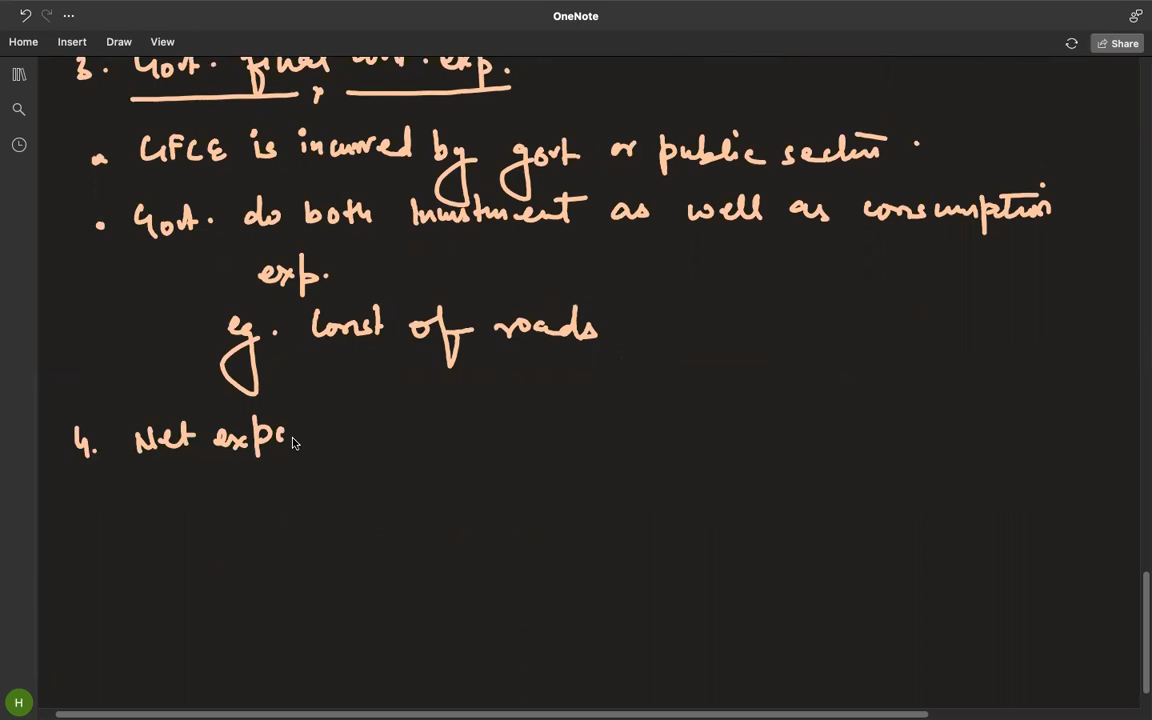 OneNote
Home Insert Draw View Share
3. Govt. final con. exp.
GFCE is incurred by govt or public sector.
Govt. do both Investment as well as consumption
exp.
eg. Const of roads
4. Net expo
H